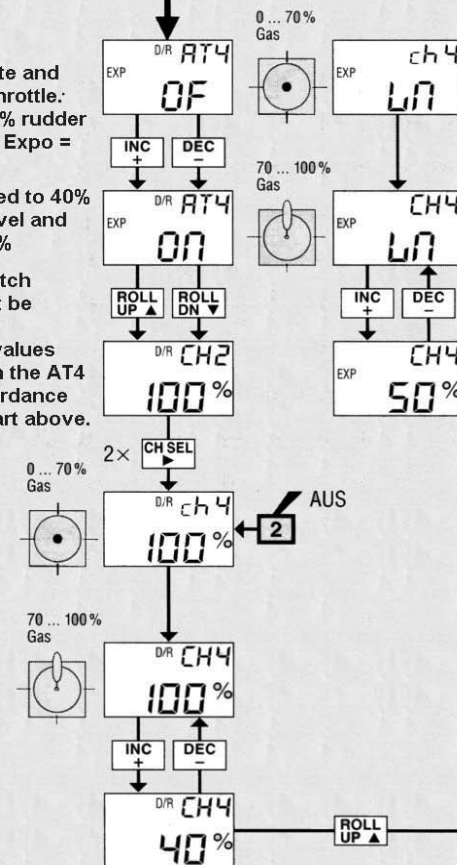 te and
hrottle.
% rudder
Expo =
ed to 40%
vel and
%
tch
t be
values
n the AT4
rdance
art above.
D/R AT4
EXP
OF
INC
+
DEC
−
D/R AT4
EXP
ON
ROLL
UP ▲
ROLL
DN ▼
D/R CH2
100%
2× CH SEL
▶
0 ... 70%
Gas
D/R ch4
100%
2 AUS
70 ... 100%
Gas
D/R CH4
100%
INC
+
DEC
−
D/R CH4
40%
ROLL
UP ▲
0 ... 70%
Gas
ch4
EXP
Ln
70 ... 100%
Gas
CH4
EXP
Ln
INC
+
DEC
−
CH4
EXP
50%